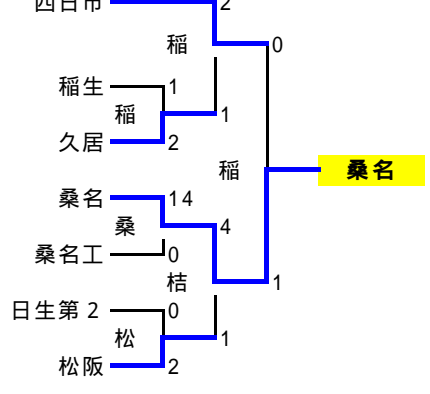 四日市 2
稲 0
稲生 1
稲 1
久居 2
稲 桑名
桑名 14
桑 4
桑名工 0
桔 1
日生第2 0
松 1
松阪 2